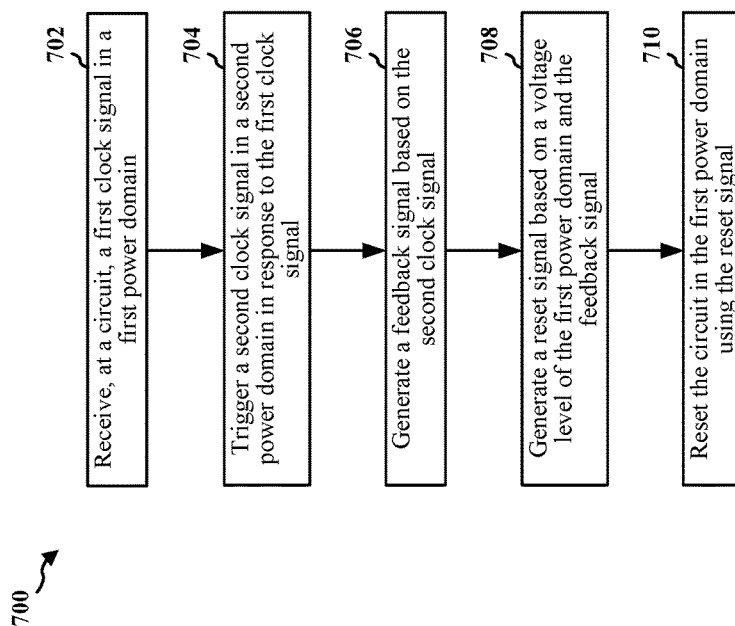 700
702
Receive, at a circuit, a first clock signal in a
first power domain
704
Trigger a second clock signal in a second
power domain in response to the first clock
signal
706
Generate a feedback signal based on the
second clock signal
708
Generate a reset signal based on a voltage
level of the first power domain and the
feedback signal
710
Reset the circuit in the first power domain
using the reset signal